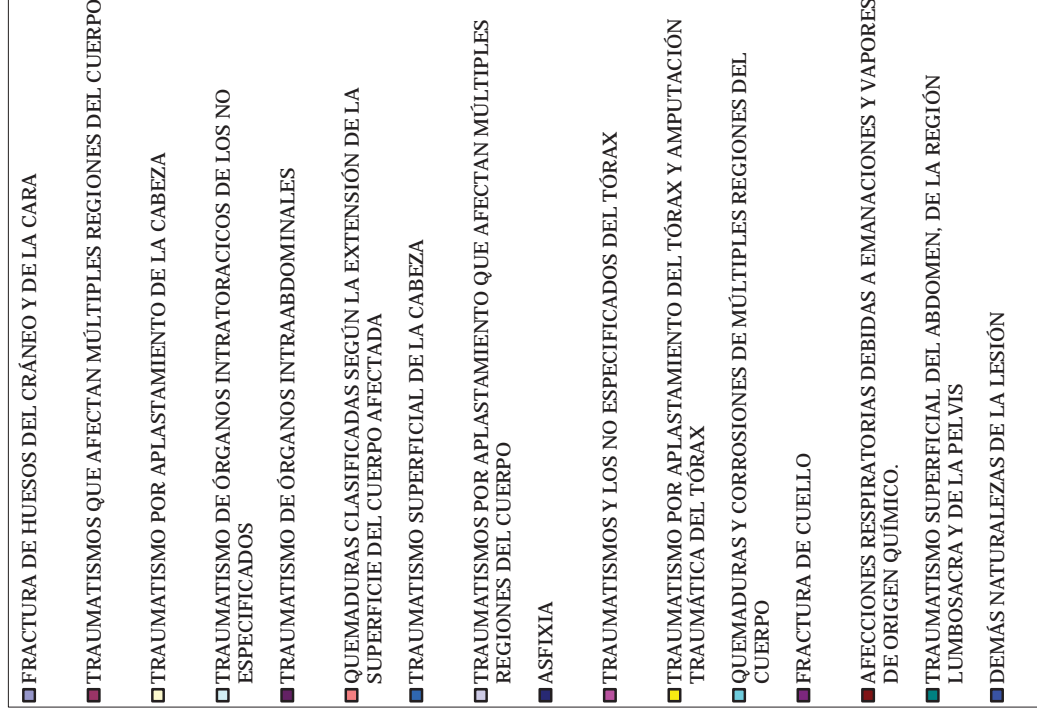 FRACTURA DE HUESOS DEL CRÁNEO Y DE LA CARA
TRAUMATISMOS QUE AFECTAN MÚLTIPLES REGIONES DEL CUERPO
TRAUMATISMO POR APLASTAMIENTO DE LA CABEZA
TRAUMATISMO DE ÓRGANOS INTRATORACICOS DE LOS NO
ESPECIFICADOS
TRAUMATISMO DE ÓRGANOS INTRAABDOMINALES
QUEMADURAS CLASIFICADAS SEGÚN LA EXTENSIÓN DE LA
SUPERFICIE DEL CUERPO AFECTADA
TRAUMATISMO SUPERFICIAL DE LA CABEZA
TRAUMATISMOS POR APLASTAMIENTO QUE AFECTAN MÚLTIPLES
REGIONES DEL CUERPO
ASFIXIA
TRAUMATISMOS Y LOS NO ESPECIFICADOS DEL TÓRAX
TRAUMATISMO POR APLASTAMIENTO DEL TÓRAX Y AMPUTACIÓN
TRAUMÁTICA DEL TÓRAX
QUEMADURAS Y CORROSIONES DE MÚLTIPLES REGIONES DEL
CUERPO
FRACTURA DE CUELLO
AFECCIONES RESPIRATORIAS DEBIDAS A EMANACIONES Y VAPORES
DE ORIGEN QUÍMICO.
TRAUMATISMO SUPERFICIAL DEL ABDOMEN, DE LA REGIÓN
LUMBOSACRA Y DE LA PELVIS
DEMÁS NATURALEZAS DE LA LESIÓN